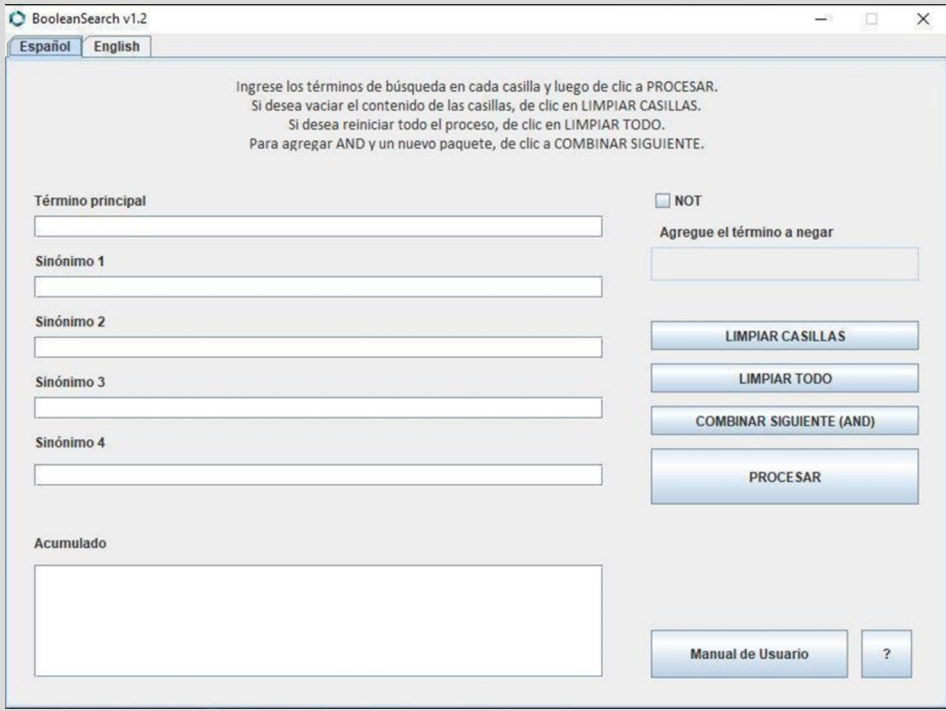 BooleanSearch v1.2
Español English
Ingrese los términos de búsqueda en cada casilla y luego de clic a PROCESAR.
Si desea vaciar el contenido de las casillas, de clic en LIMPIAR CASILLAS.
Si desea reiniciar todo el proceso, de clic en LIMPIAR TODO.
Para agregar AND y un nuevo paquete, de clic a COMBINAR SIGUIENTE.
Término principal
NOT
Agregue el término a negar
Sinónimo 1
Sinónimo 2
LIMPIAR CASILLAS
Sinónimo 3
LIMPIAR TODO
COMBINAR SIGUIENTE (AND)
Sinónimo 4
PROCESAR
Acumulado
Manual de Usuario
?